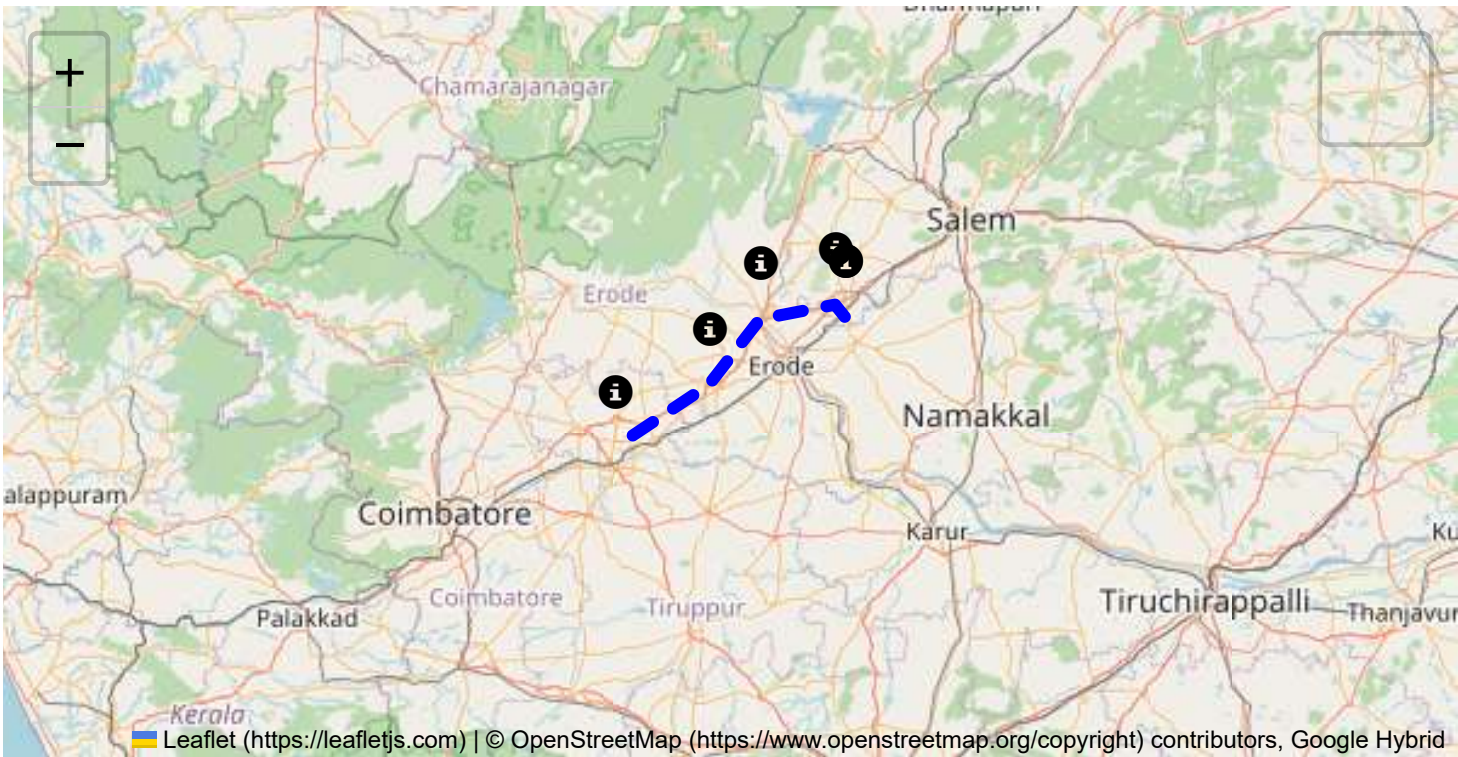 Dharmapuri
+
Chamarajanagar
−
Salem
Erode
Erode
Namakkal
alappuram
Coimbatore
Karur
Ku
Coimbatore
Tiruppur
Tiruchirappalli
Thanjavur
Palakkad
Kerala
Leaflet (https://leafletjs.com) | © OpenStreetMap (https://www.openstreetmap.org/copyright) contributors, Google Hybrid